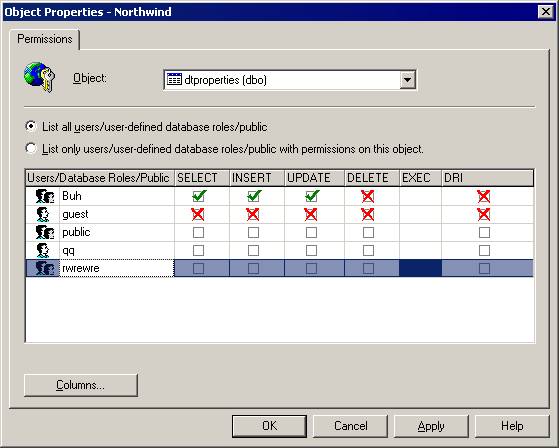 Object Properties - Northwind
Permissions
Object: dtproperties (dbo)
List all users/user-defined database roles/public
List only users/user-defined database roles/public with permissions on this object.
Users/Database Roles/Public SELECT INSERT UPDATE DELETE EXEC DRI
Buh
guest
public
qq
rwrewre
Columns...
OK Cancel Apply Help